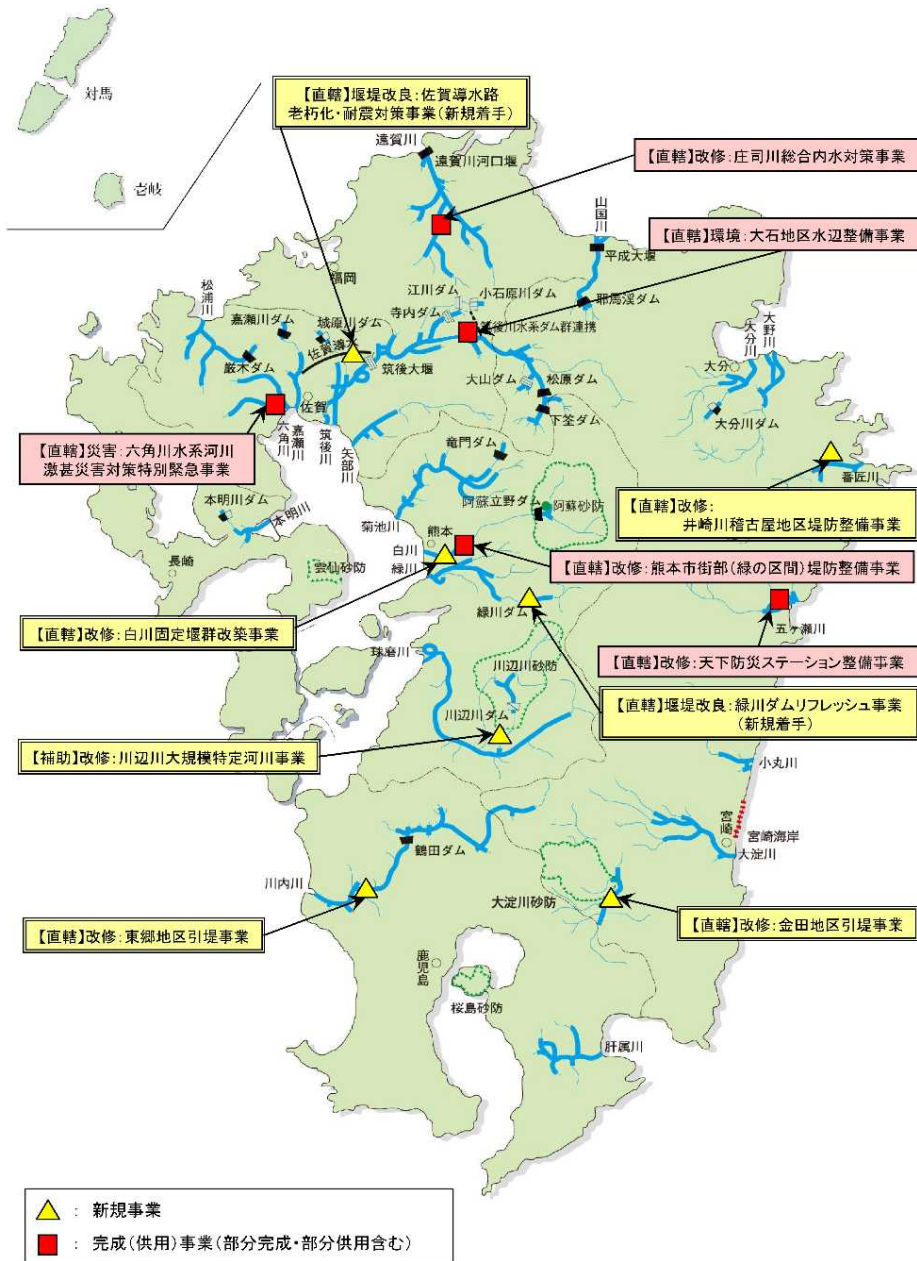 対馬
壱岐
【直轄】堰堤改良:佐賀導水路
老朽化・耐震対策事業(新規着手)
遠賀川
遠賀川河口堰
【直轄】改修:庄司川総合内水対策事業
山国川
平成大堰
【直轄】環境:大石地区水辺整備事業
福岡
江川ダム
小石原川ダム
寺内ダム
耶馬渓ダム
松浦川
嘉瀬川ダム
城原川ダム
佐賀導水
後川水系ダム群連携
厳木ダム
筑後大堰
大山ダム
松原ダム
下筌ダム
大分
大分川
大野川
大分川ダム
佐賀
六角川
嘉瀬川
筑後川
矢部川
【直轄】災害:六角川水系河川
激甚災害対策特別緊急事業
竜門ダム
番匠川
【直轄】改修:
井崎川稽古屋地区堤防整備事業
本明川ダム
本明川
阿蘇立野ダム
阿蘇砂防
菊池川
熊本
白川
緑川
長崎
雲仙砂防
【直轄】改修:熊本市街部(緑の区間)堤防整備事業
【直轄】改修:白川固定堰群改築事業
緑川ダム
五ヶ瀬川
【直轄】改修:天下防災ステーション整備事業
球磨川
川辺川砂防
川辺川ダム
【直轄】堰堤改良:緑川ダムリフレッシュ事業
(新規着手)
【補助】改修:川辺川大規模特定河川事業
小丸川
宮崎
宮崎海岸
大淀川
鶴田ダム
川内川
大淀川砂防
【直轄】改修:東郷地区引堤事業
【直轄】改修:金田地区引堤事業
鹿児島
桜島砂防
肝属川
: 新規事業
: 完成(供用)事業(部分完成・部分供用含む)